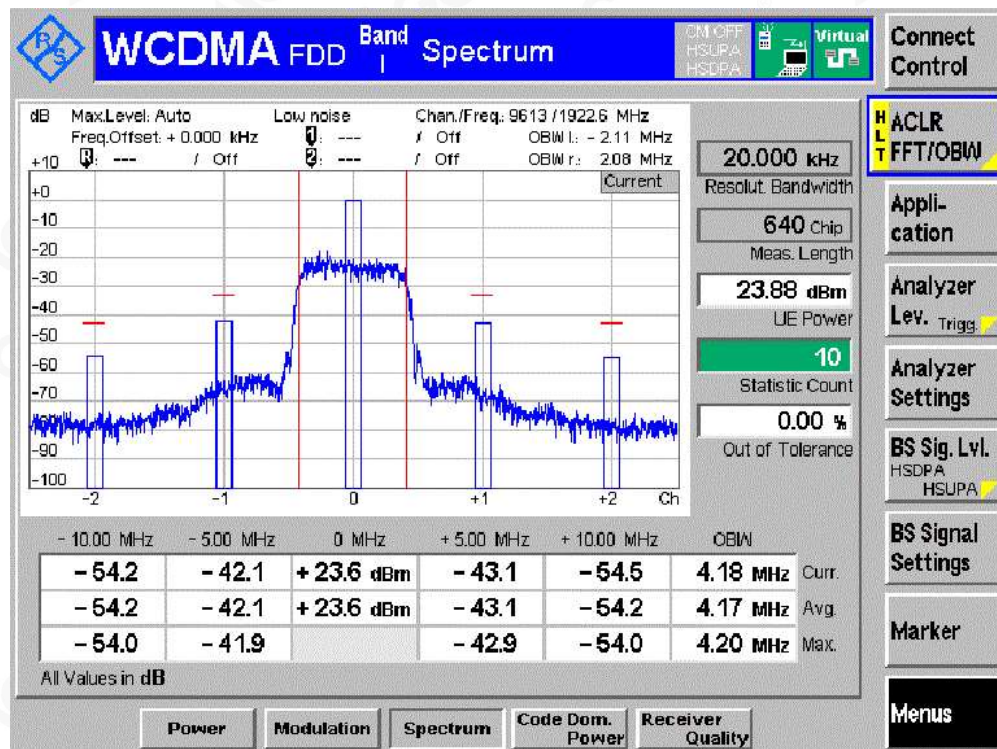 R&S WCDMA FDD Band I Spectrum
CM OFF
HSUPA
HSDPA
Virtual
Connect Control
dB Max.Level: Auto Low noise Chan./Freq.: 9613 / 1922.6 MHz
Freq.Offset: + 0.000 kHz 1: --- / Off OBW l.: - 2.11 MHz
R: --- / Off 2: --- / Off OBW r.: 2.08 MHz
Current
+10
+0
-10
-20
-30
-40
-50
-60
-70
-90
-100
-2 -1 0 +1 +2 Ch
20.000 kHz
Resolut. Bandwidth
640 Chip
Meas. Length
23.88 dBm
UE Power
10
Statistic Count
0.00 %
Out of Tolerance
HLT
ACLR
FFT/OBW
Appli-
cation
Analyzer
Lev. Trigg.
Analyzer
Settings
BS Sig. Lvl.
HSDPA
HSUPA
BS Signal
Settings
Marker
Menus
- 10.00 MHz - 5.00 MHz 0 MHz + 5.00 MHz + 10.00 MHz OBW
- 54.2 - 42.1 + 23.6 dBm - 43.1 - 54.5 4.18 MHz Curr.
- 54.2 - 42.1 + 23.6 dBm - 43.1 - 54.2 4.17 MHz Avg.
- 54.0 - 41.9 - 42.9 - 54.0 4.20 MHz Max.
All Values in dB
Power Modulation Spectrum Code Dom. Power Receiver Quality